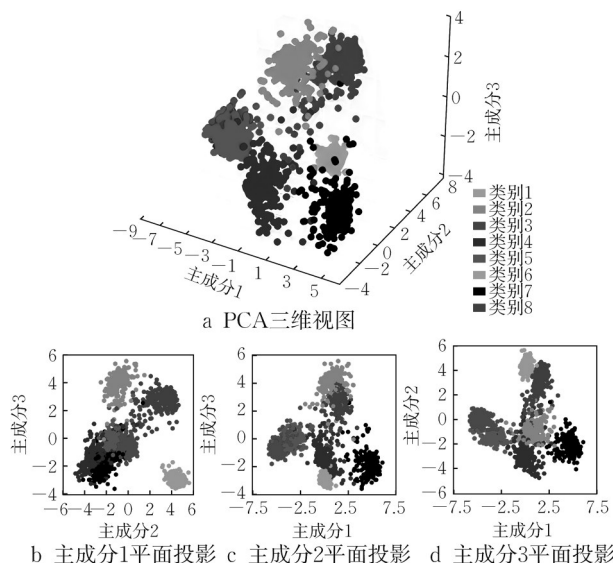 4
2
0
−2
−4
主成分3
8
6
4
2
0
−2
−4
主成分2
−9
−7
−5
−3
−1
1
3
5
主成分1
类别1
类别2
类别3
类别4
类别5
类别6
类别7
类别8
a PCA三维视图
6
4
2
0
−2
−4
主成分3
−6 −4 −2 0 2 4 6
主成分2
b 主成分1平面投影
6
4
2
0
−2
−4
主成分3
−7.5 −2.5 2.5 7.5
主成分1
c 主成分2平面投影
6
4
2
0
−2
−4
−6
主成分2
−7.5 −2.5 2.5 7.5
主成分1
d 主成分3平面投影